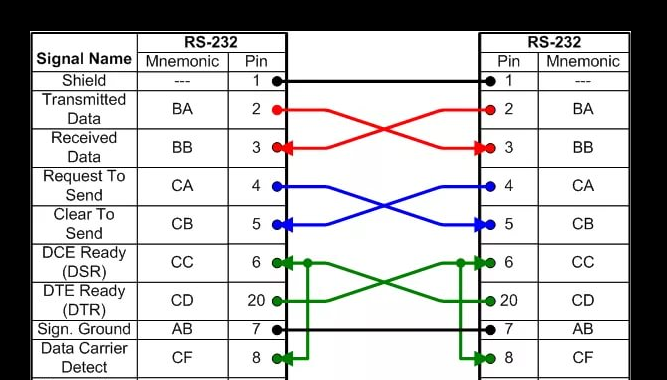 RS-232 RS-232
Signal Name Mnemonic Pin Pin Mnemonic
Shield --- 1 1 ---
Transmitted
Data BA 2 2 BA
Received
Data BB 3 3 BB
Request To
Send CA 4 4 CA
Clear To
Send CB 5 5 CB
DCE Ready
(DSR) CC 6 6 CC
DTE Ready
(DTR) CD 20 20 CD
Sign. Ground AB 7 7 AB
Data Carrier
Detect CF 8 8 CF